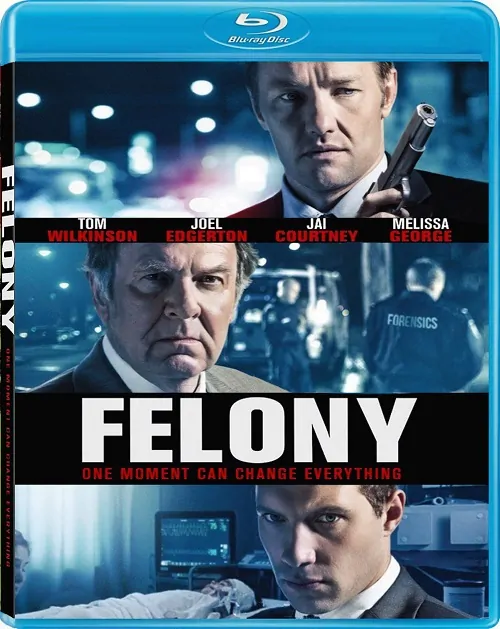 Blu-ray Disc
TOM JOEL JAI MELISSA
WILKINSON EDGERTON COURTNEY GEORGE
FORENSICS
FELONY
ONE MOMENT CAN CHANGE EVERYTHING
FELONY
ONE MOMENT CAN CHANGE EVERYTHING